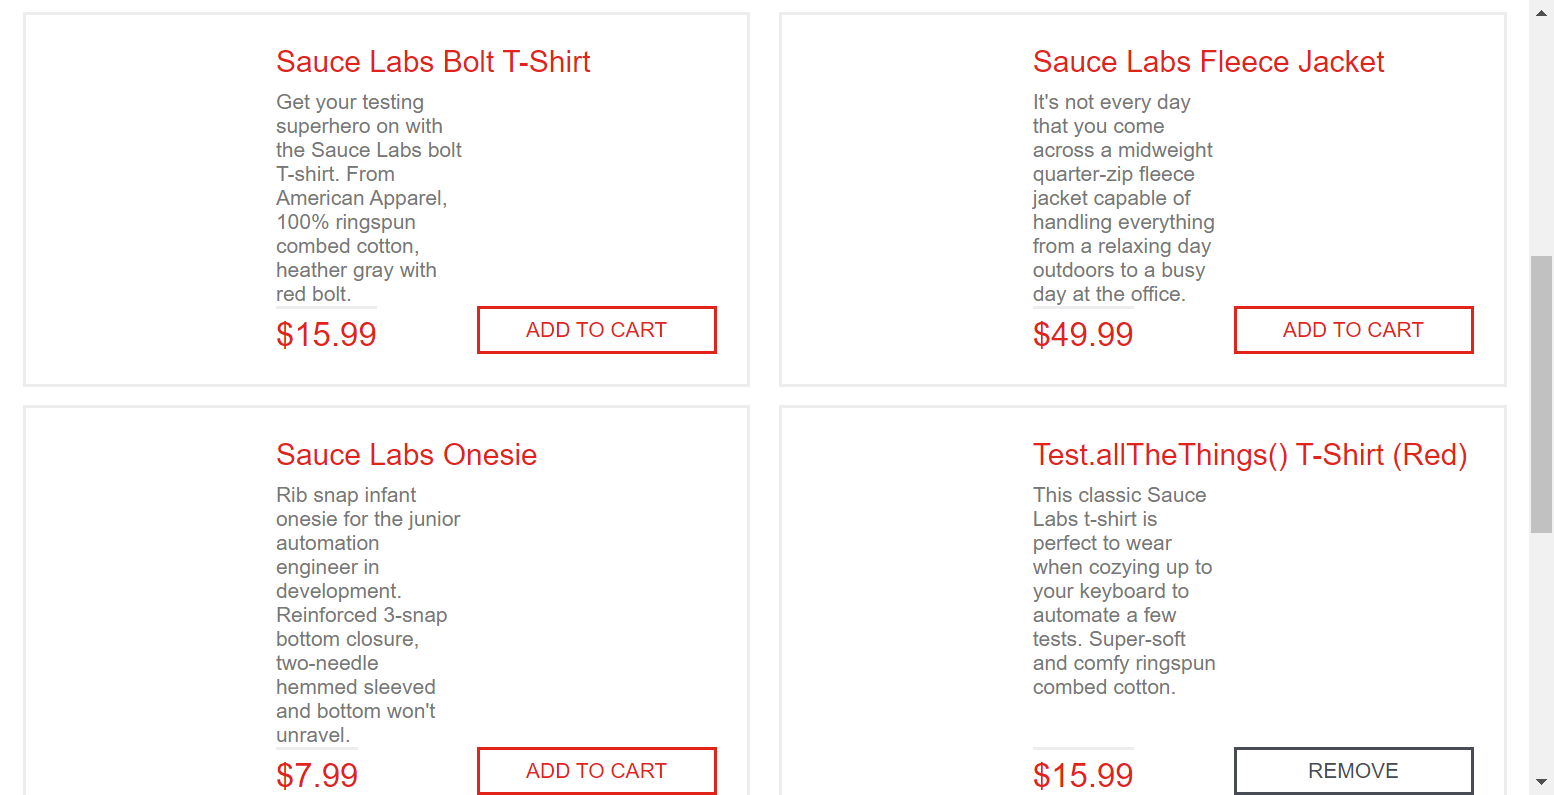 Sauce Labs Bolt T-Shirt
Get your testing
superhero on with
the Sauce Labs bolt
T-shirt. From
American Apparel,
100% ringspun
combed cotton,
heather gray with
red bolt.
$15.99
ADD TO CART
Sauce Labs Fleece Jacket
It's not every day
that you come
across a midweight
quarter-zip fleece
jacket capable of
handling everything
from a relaxing day
outdoors to a busy
day at the office.
$49.99
ADD TO CART
Sauce Labs Onesie
Rib snap infant
onesie for the junior
automation
engineer in
development.
Reinforced 3-snap
bottom closure,
two-needle
hemmed sleeved
and bottom won't
unravel.
$7.99
ADD TO CART
Test.allTheThings() T-Shirt (Red)
This classic Sauce
Labs t-shirt is
perfect to wear
when cozying up to
your keyboard to
automate a few
tests. Super-soft
and comfy ringspun
combed cotton.
$15.99
REMOVE